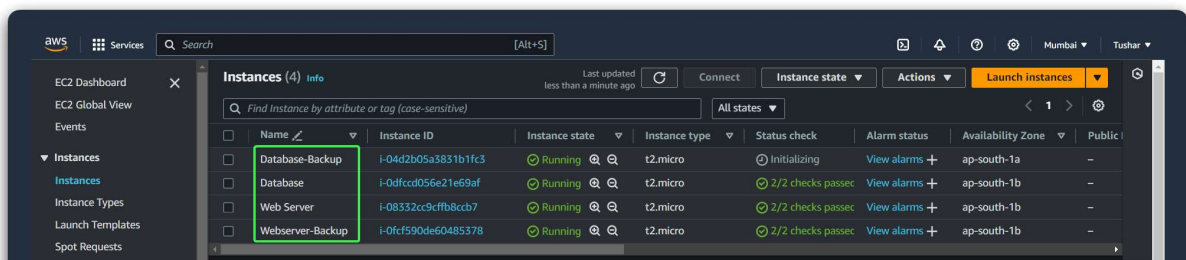 aws Services Search [Alt+S] Mumbai ▼ Tushar ▼
EC2 Dashboard
EC2 Global View
Events
▼ Instances
Instances
Instance Types
Launch Templates
Spot Requests
Instances (4) Info Last updated less than a minute ago Connect Instance state ▼ Actions ▼ Launch instances ▼
Find Instance by attribute or tag (case-sensitive) All states ▼ < 1 >
Name Instance ID Instance state Instance type Status check Alarm status Availability Zone Public
Database-Backup i-04d2b05a3831b1fc3 Running t2.micro Initializing View alarms + ap-south-1a –
Database i-0dfccd056e21e69af Running t2.micro 2/2 checks passec View alarms + ap-south-1b –
Web Server i-08332cc9cffb8ccb7 Running t2.micro 2/2 checks passec View alarms + ap-south-1b –
Webserver-Backup i-0fcf590de60485378 Running t2.micro 2/2 checks passec View alarms + ap-south-1b –